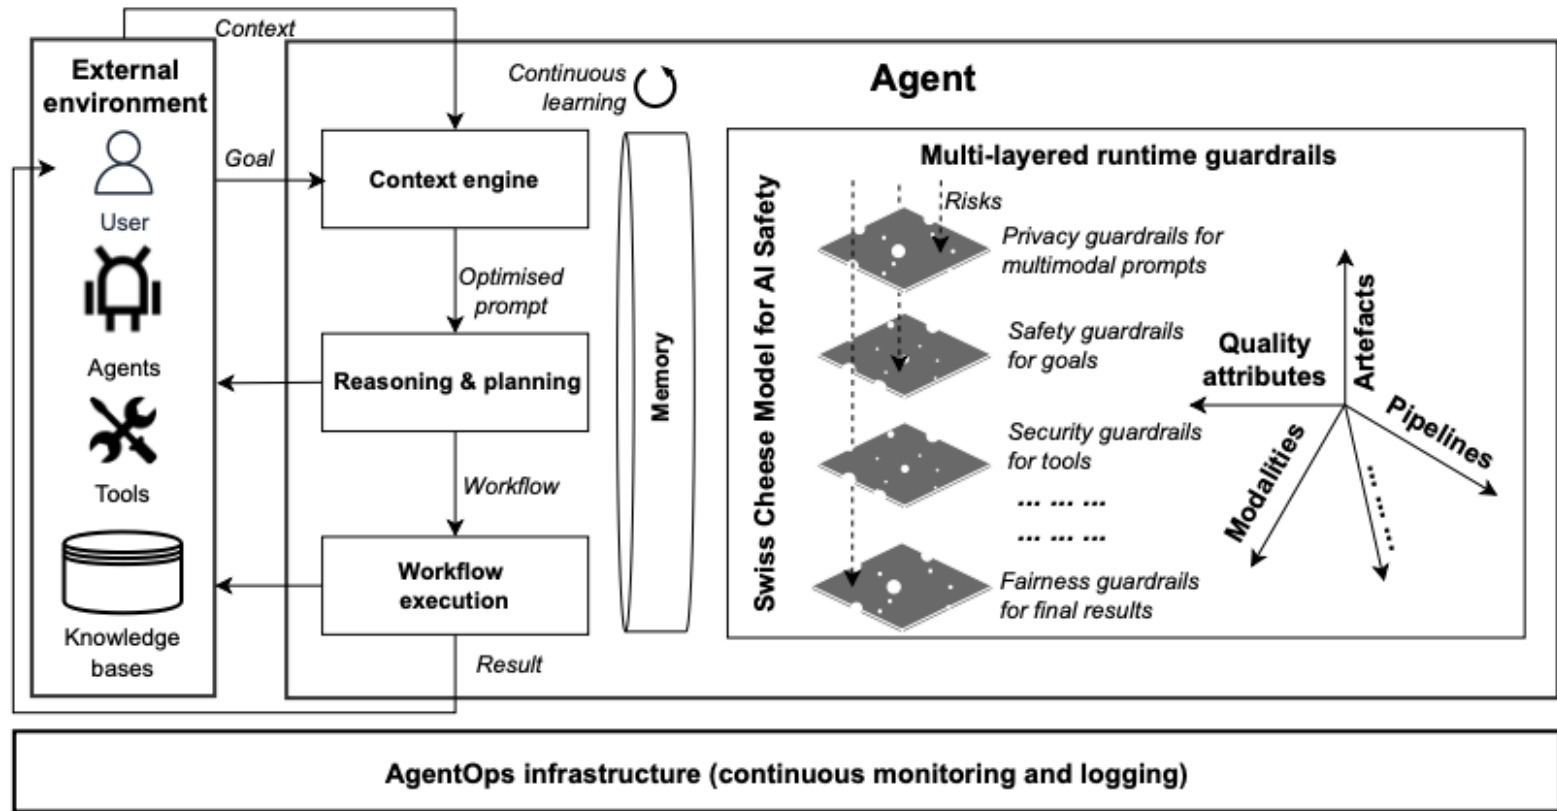 Context
External
environment
User
Agents
Tools
Knowledge
bases
Goal
Agent
Continuous
learning
Context engine
Optimised
prompt
Reasoning & planning
Workflow
Workflow
execution
Result
Memory
Multi-layered runtime guardrails
Swiss Cheese Model for AI Safety
Risks
Privacy guardrails for
multimodal prompts
Safety guardrails
for goals
Security guardrails
for tools
... ... ...
... ... ...
Fairness guardrails
for final results
Quality
attributes
Artefacts
Pipelines
Modalities
... ... ...
AgentOps infrastructure (continuous monitoring and logging)